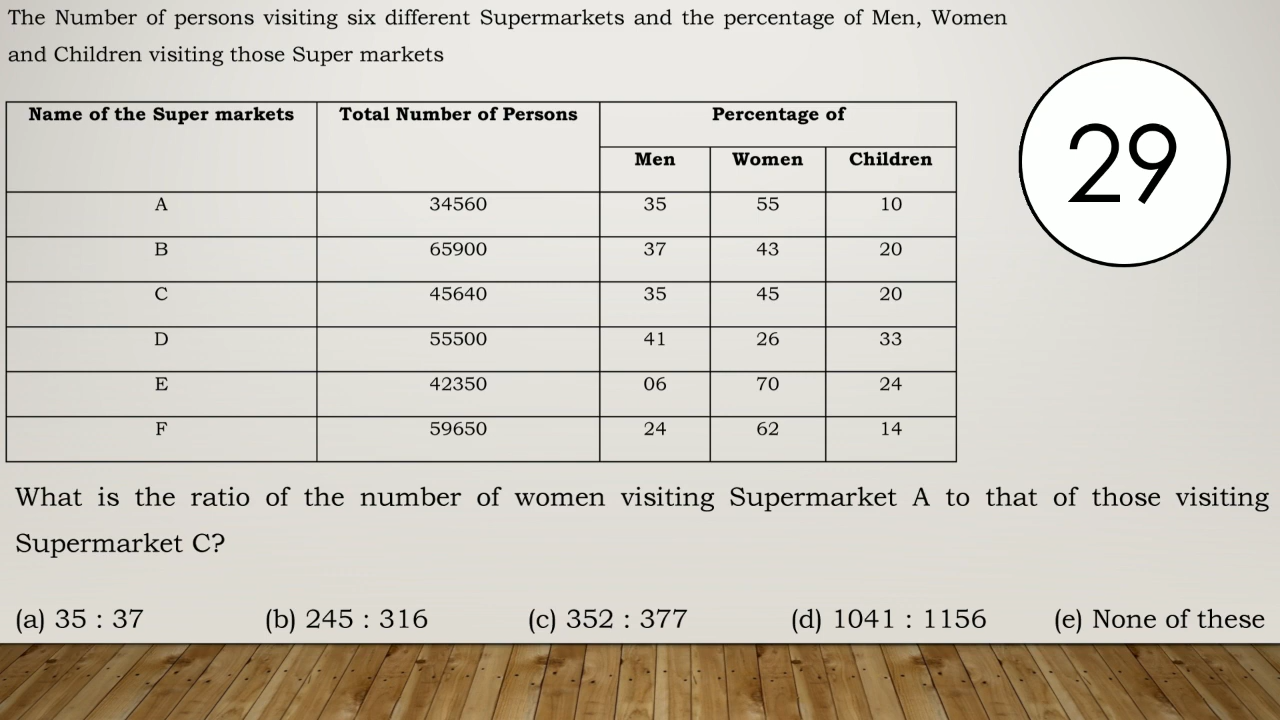 The Number of persons visiting six different Supermarkets and the percentage of Men, Women
and Children visiting those Super markets
29
Name of the Super markets Total Number of Persons Percentage of
Men Women Children
A 34560 35 55 10
B 65900 37 43 20
C 45640 35 45 20
D 55500 41 26 33
E 42350 06 70 24
F 59650 24 62 14
What is the ratio of the number of women visiting Supermarket A to that of those visiting
Supermarket C?
(a) 35 : 37 (b) 245 : 316 (c) 352 : 377 (d) 1041 : 1156 (e) None of these